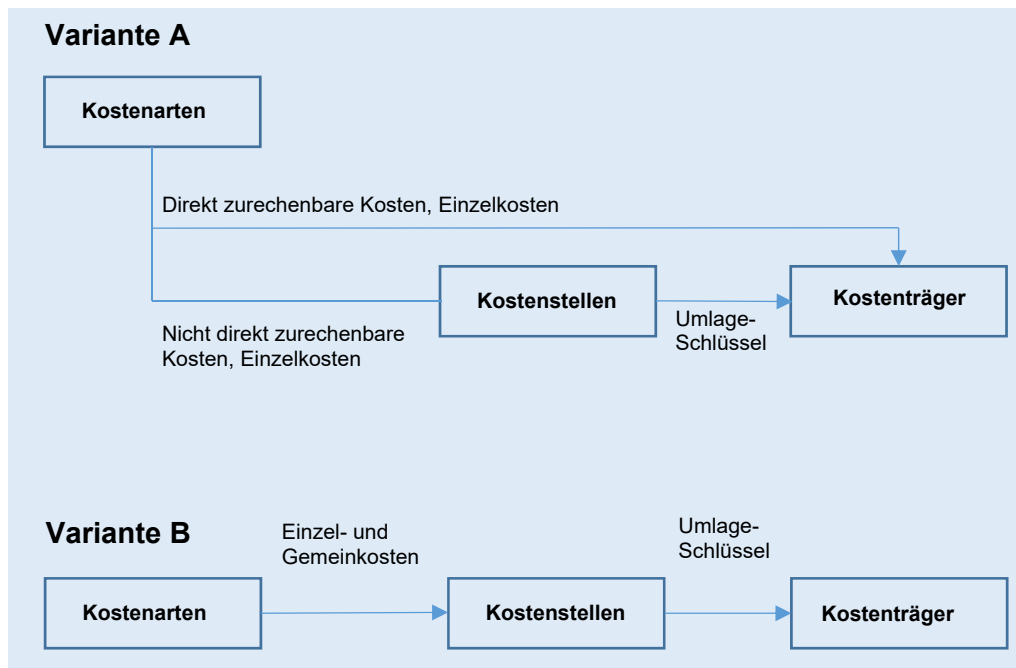 Variante A
Kostenarten
Direkt zurechenbare Kosten, Einzelkosten
Kostenstellen
Kostenträger
Umlage-
Schlüssel
Nicht direkt zurechenbare
Kosten, Einzelkosten
Variante B
Einzel- und
Gemeinkosten
Umlage-
Schlüssel
Kostenarten
Kostenstellen
Kostenträger